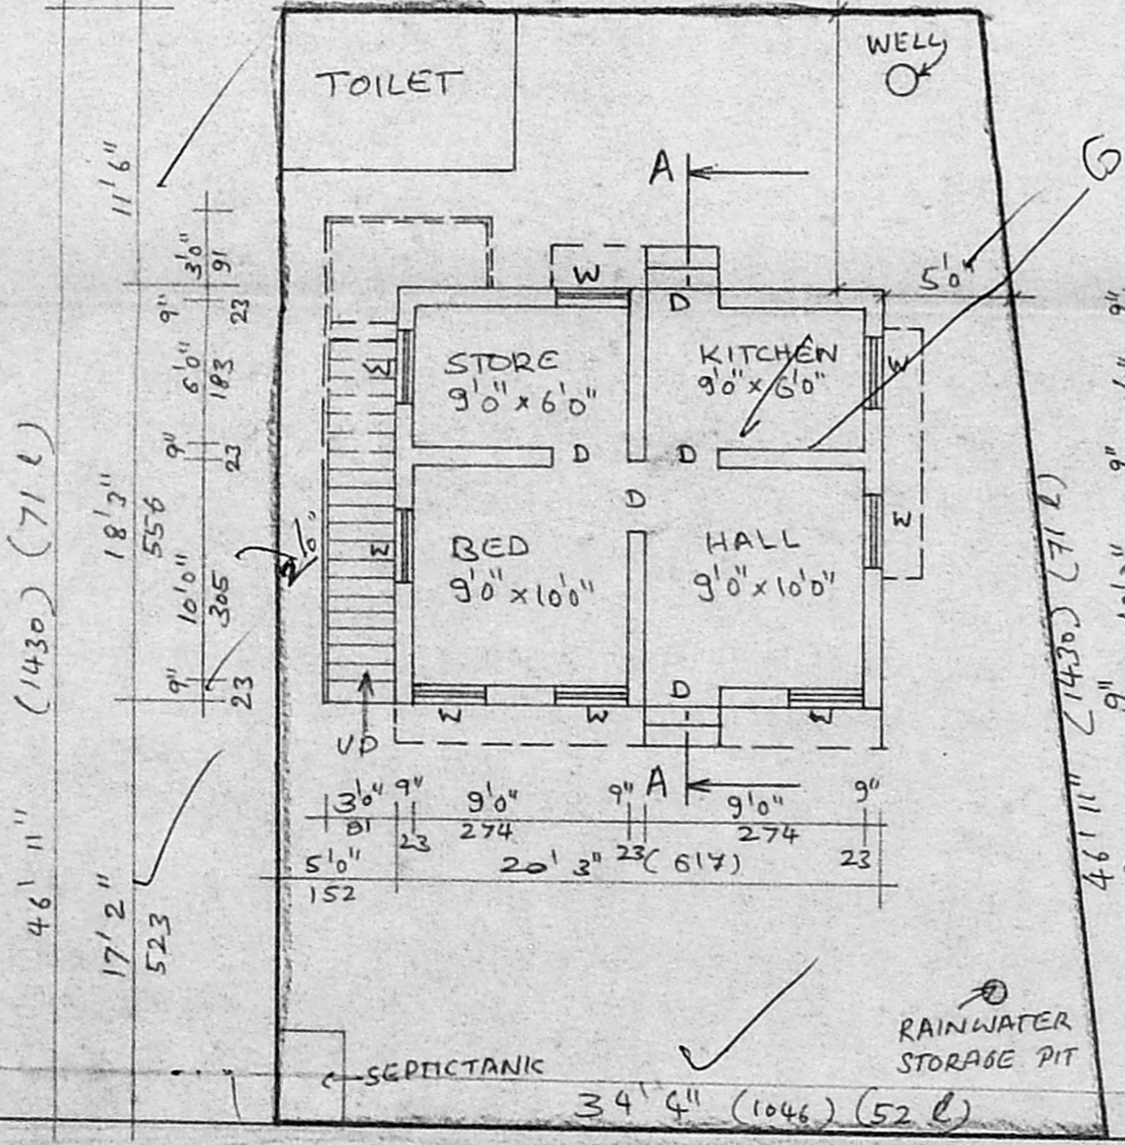 WELL
TOILET
A
11'6"
3'0"
91
5'0"
W
D
9"
23
STORE
9'0" x 6'0"
KITCHEN
9'0" x 6'0"
W
W
6'0"
183
9"
23
D
D
D
18'3"
556
46'11" (1430) (71 l)
BED
9'0" x 10'0"
HALL
9'0" x 10'0"
W
W
10'0"
305
2'0"
9"
23
D
W
W
W
UP
A
3'0"
9"
9'0"
9"
9'0"
9"
23
274
23
274
23
5'0"
20'3"
(617)
152
17'2"
523
46'11" (1430) (71 l)
9"
9"
RAINWATER
STORAGE PIT
SEPTICTANK
34'4" (1046) (52 l)